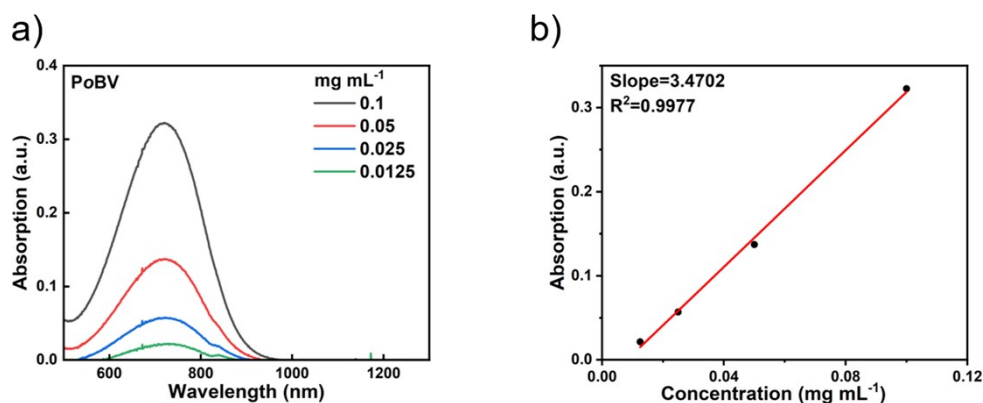 a)
PoBV
mg mL⁻¹
0.1
0.05
0.025
0.0125
0.4
0.3
0.2
0.1
0.0
600
800
1000
1200
Absorption (a.u.)
Wavelength (nm)
b)
Slope=3.4702
R²=0.9977
0.3
0.2
0.1
0.0
0.00
0.04
0.08
0.12
Absorption (a.u.)
Concentration (mg mL⁻¹)